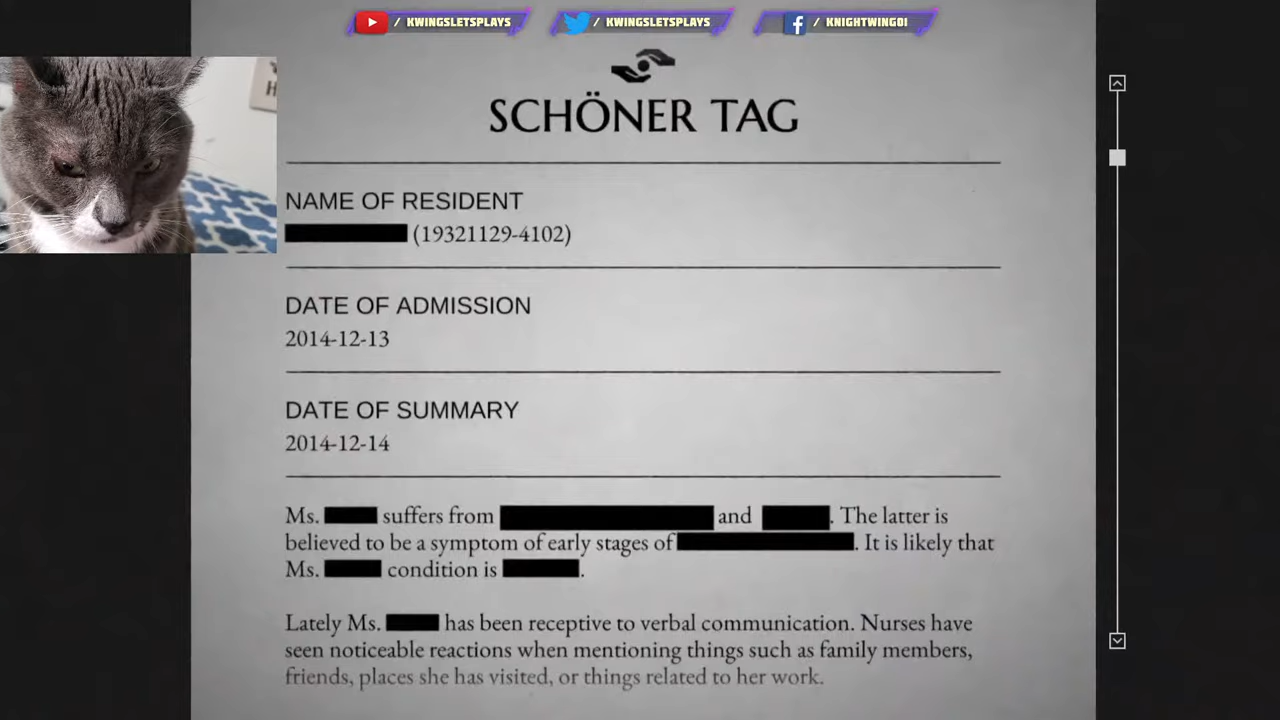 / KWINGSLETSPLAYS / KWINGSLETSPLAYS / KNIGHTWING01
SCHÖNER TAG
H
NAME OF RESIDENT
(19321129-4102)
DATE OF ADMISSION
2014-12-13
DATE OF SUMMARY
2014-12-14
Ms. suffers from and . The latter is
believed to be a symptom of early stages of . It is likely that
Ms. condition is .
Lately Ms. has been receptive to verbal communication. Nurses have
seen noticeable reactions when mentioning things such as family members,
friends, places she has visited, or things related to her work.